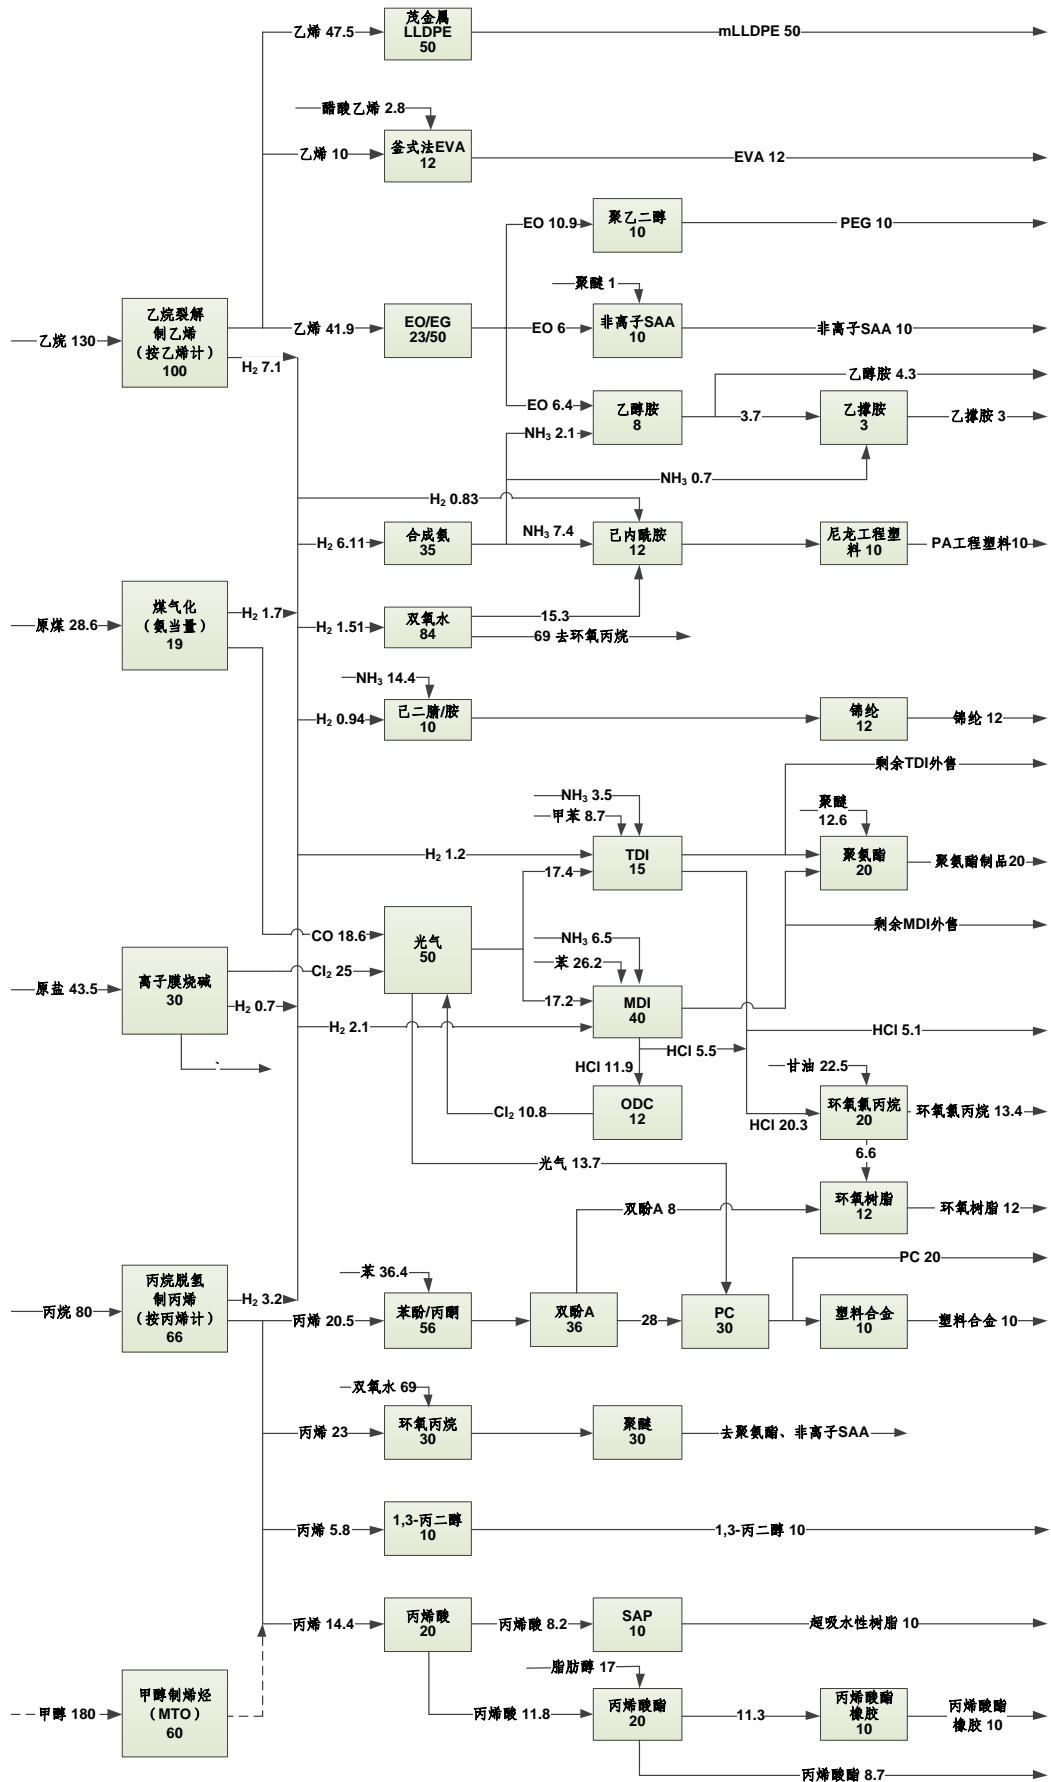 乙烯 47.5
茂金属
LLDPE
50
mLLDPE 50
醋酸乙烯 2.8
乙烯 10
釜式法EVA
12
EVA 12
EO 10.9
聚乙二醇
10
PEG 10
聚醚 1
乙烷 130
乙烷裂解
制乙烯
（按乙烯计）
100
乙烯 41.9
EO/EG
23/50
EO 6
非离子SAA
10
非离子SAA 10
H₂ 7.1
EO 6.4
NH₃ 2.1
乙醇胺
8
乙醇胺 4.3
3.7
乙撑胺
3
乙撑胺 3
NH₃ 0.7
H₂ 0.83
H₂ 6.11
合成氨
35
NH₃ 7.4
己内酰胺
12
尼龙工程塑
料 10
PA工程塑料10
原煤 28.6
煤气化
（氨当量）
19
H₂ 1.7
H₂ 1.51
双氧水
84
15.3
69 去环氧丙烷
NH₃ 14.4
H₂ 0.94
己二腈/胺
10
锦纶
12
锦纶 12
剩余TDI外售
NH₃ 3.5
甲苯 8.7
H₂ 1.2
TDI
15
聚醚
12.6
聚氨酯
20
聚氨酯制品20
17.4
CO 18.6
光气
50
剩余MDI外售
原盐 43.5
离子膜烧碱
30
Cl₂ 25
H₂ 0.7
NH₃ 6.5
苯 26.2
17.2
MDI
40
H₂ 2.1
HCl 5.1
HCl 5.5
HCl 11.9
Cl₂ 10.8
ODC
12
甘油 22.5
HCl 20.3
环氧氯丙烷
20
环氧氯丙烷 13.4
6.6
光气 13.7
双酚A 8
环氧树脂
12
环氧树脂 12
PC 20
丙烷 80
丙烷脱氢
制丙烯
（按丙烯计）
66
H₂ 3.2
苯 36.4
丙烯 20.5
苯酚/丙酮
56
双酚A
36
28
PC
30
塑料合金
10
塑料合金 10
双氧水 69
丙烯 23
环氧丙烷
30
聚醚
30
去聚氨酯、非离子SAA
丙烯 5.8
1,3-丙二醇
10
1,3-丙二醇 10
丙烯 14.4
丙烯酸
20
丙烯酸 8.2
SAP
10
超吸水性树脂 10
甲醇 180
甲醇制烯烃
（MTO）
60
脂肪醇 17
丙烯酸 11.8
丙烯酸酯
20
11.3
丙烯酸酯
橡胶
10
丙烯酸酯
橡胶 10
丙烯酸酯 8.7